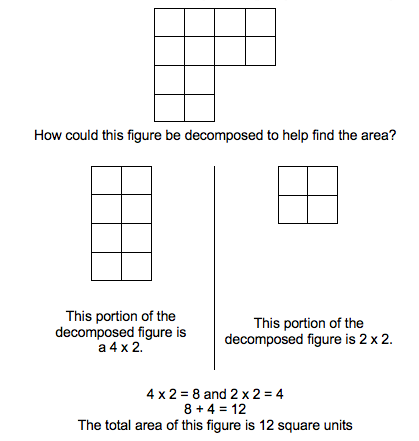 How could this figure be decomposed to help find the area?
This portion of the
decomposed figure is
a 4 x 2.
This portion of the
decomposed figure is 2 x 2.
4 x 2 = 8 and 2 x 2 = 4
8 + 4 = 12
The total area of this figure is 12 square units